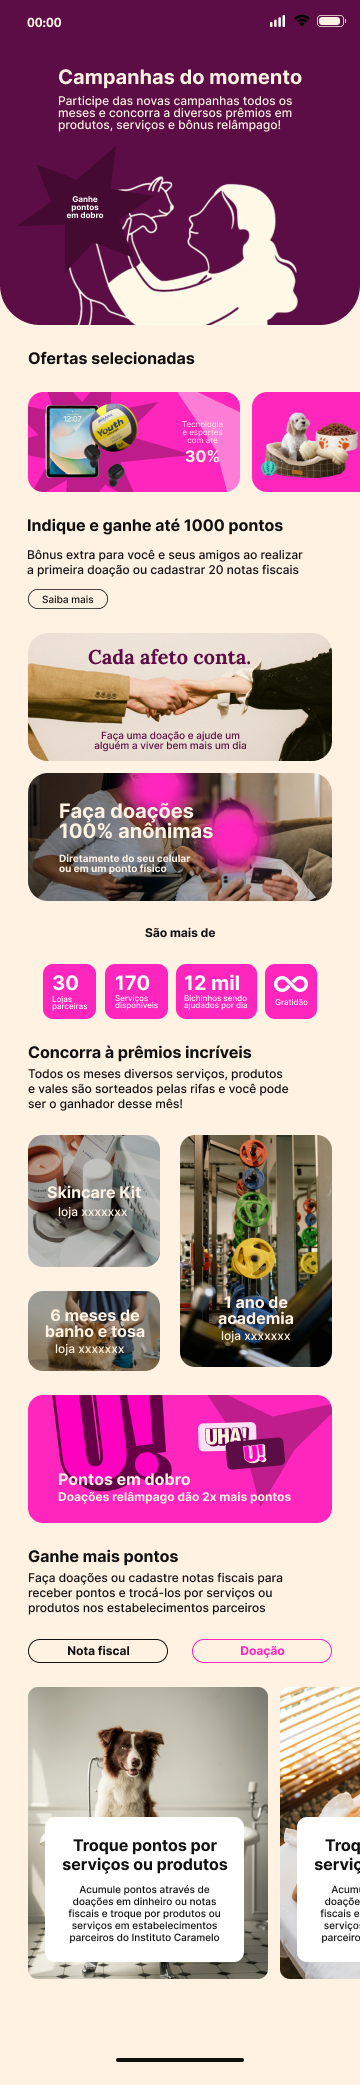 00:00
Campanhas do momento
Participe das novas campanhas todos os
meses e concorra a diversos prêmios em
produtos, serviços e bônus relâmpago!
Ganhe
pontos
em dobro
Ofertas selecionadas
12:07
Youth
Tecnologia
e esportes
com até
30%
Indique e ganhe até 1000 pontos
Bônus extra para você e seus amigos ao realizar
a primeira doação ou cadastrar 20 notas fiscais
Saiba mais
Cada afeto conta.
Faça uma doação e ajude um
alguém a viver bem mais um dia
Faça doações
100% anônimas
Diretamente do seu celular
ou em um ponto físico
São mais de
30
Lojas
parceiras
170
Serviços
disponíveis
12 mil
Bichinhos sendo
ajudados por dia
∞
Gratidão
Concorra à prêmios incríveis
Todos os meses diversos serviços, produtos
e vales são sorteados pelas rifas e você pode
ser o ganhador desse mês!
Skincare Kit
loja xxxxxxx
6 meses de
banho e tosa
loja xxxxxxx
1 ano de
academia
loja xxxxxxx
U!
UHA!
U!
Pontos em dobro
Doações relâmpago dão 2x mais pontos
Ganhe mais pontos
Faça doações ou cadastre notas fiscais para
receber pontos e trocá-los por serviços ou
produtos nos estabelecimentos parceiros
Nota fiscal
Doação
Troque pontos por
serviços ou produtos
Acumule pontos através de
doações em dinheiro ou notas
fiscais e troque por produtos ou
serviços em estabelecimentos
parceiros do Instituto Caramelo
Troq
serviç
Acum
doaçõe
fiscais e
serviço
parceiro